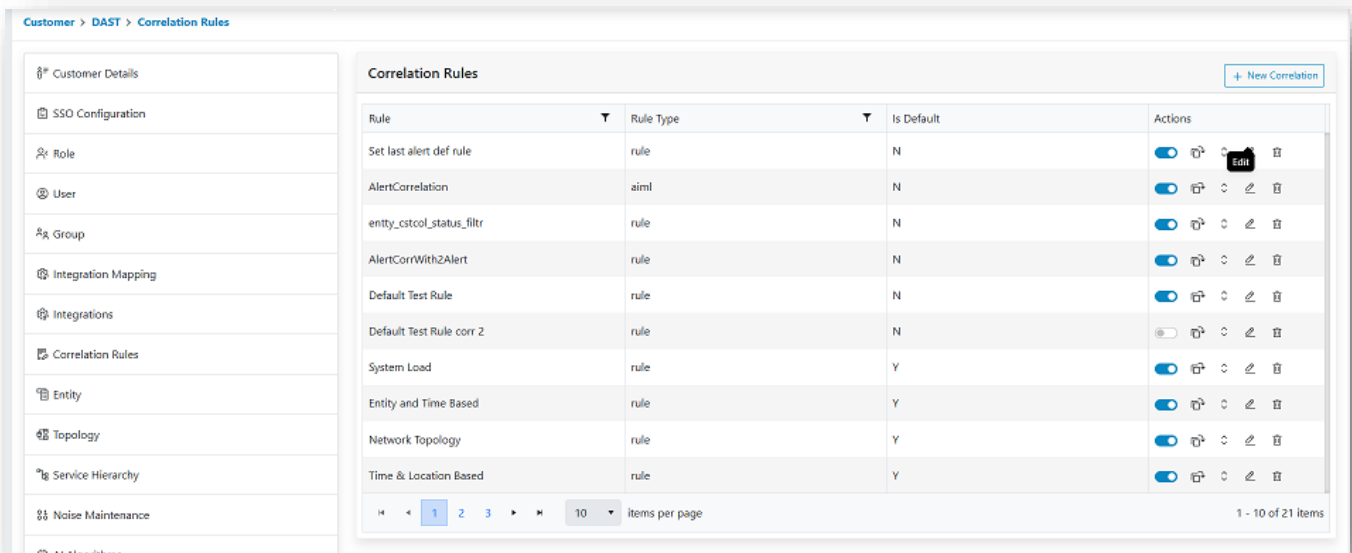 Customer > DAST > Correlation Rules
Customer Details
SSO Configuration
Role
User
Group
Integration Mapping
Integrations
Correlation Rules
Entity
Topology
Service Hierarchy
Noise Maintenance
Correlation Rules
+ New Correlation
Rule Rule Type Is Default Actions
Set last alert def rule rule N
Edit
AlertCorrelation aiml N
entty_cstcol_status_filtr rule N
AlertCorrWith2Alert rule N
Default Test Rule rule N
Default Test Rule corr 2 rule N
System Load rule Y
Entity and Time Based rule Y
Network Topology rule Y
Time & Location Based rule Y
1 2 3 10 items per page 1 - 10 of 21 items